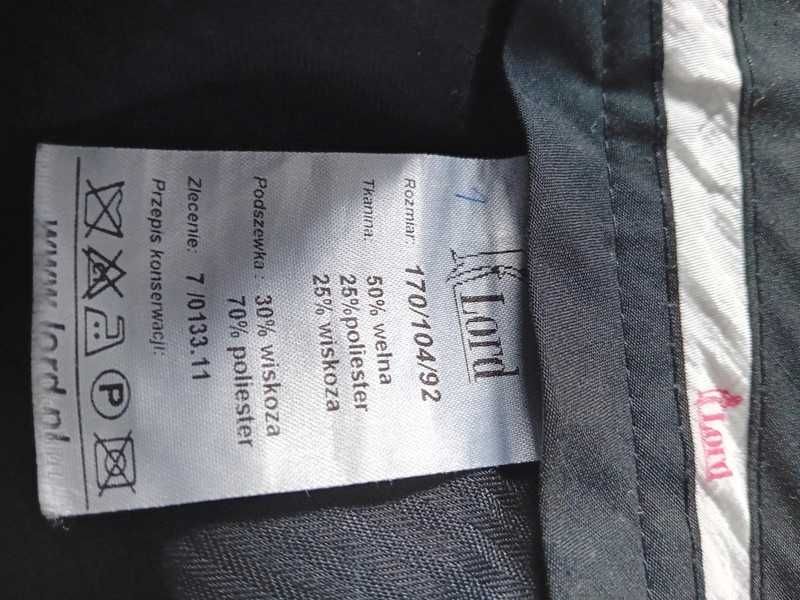 Lord
1
Rozmiar: 170/104/92
Tkanina: 50% wełna
25%poliester
25% wiskoza
Podszewka : 30% wiskoza
70% poliester
Zlecenie: 7 /0133.11
Przepis konserwacji:
P
www.lord.pl
Lord